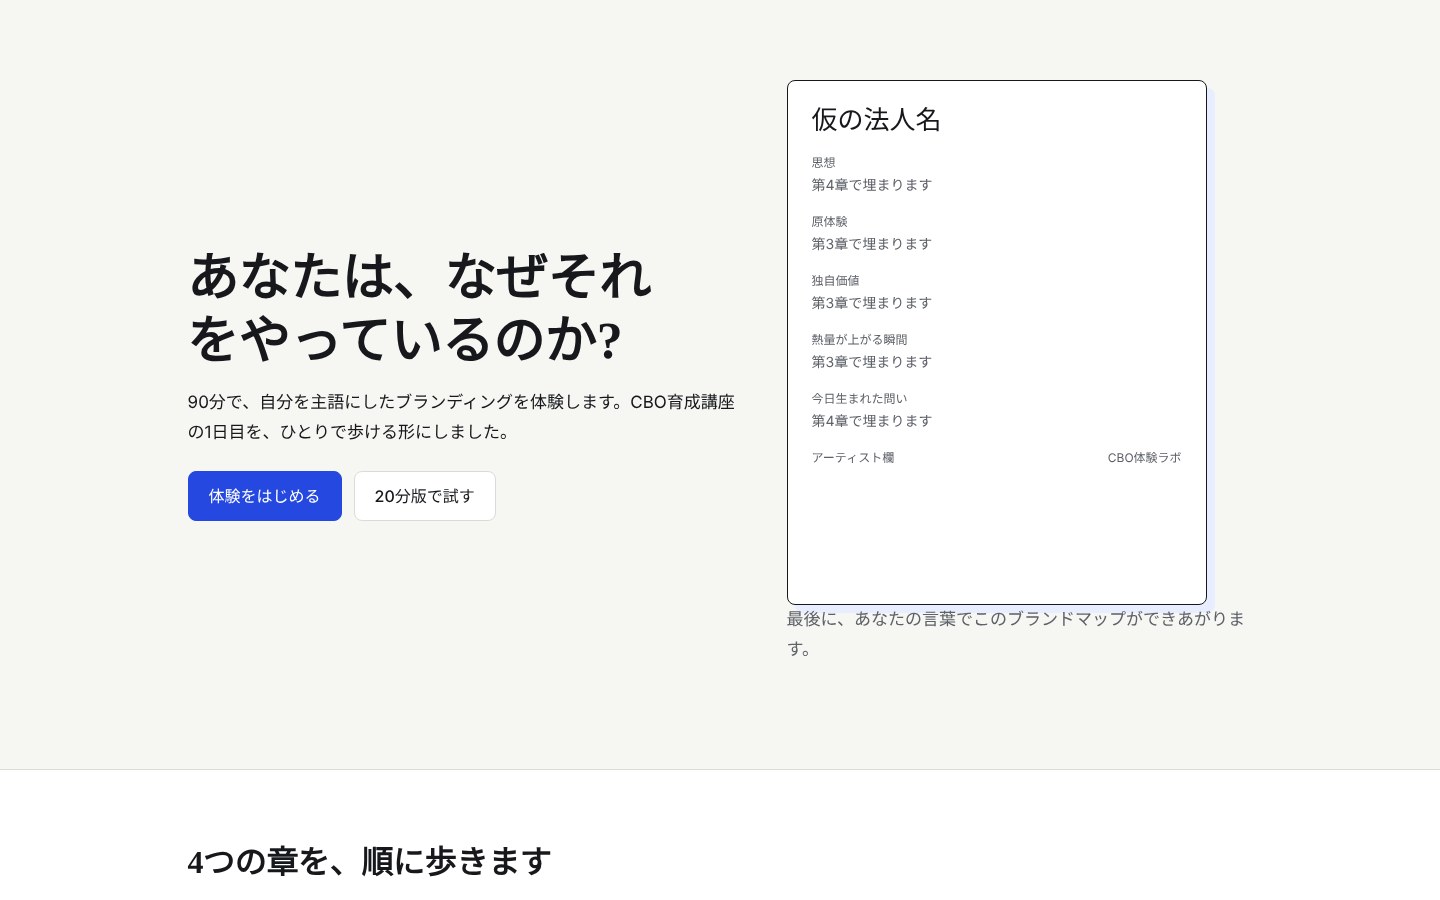 あなたは、なぜそれ
をやっているのか?
90分で、自分を主語にしたブランディングを体験します。CBO育成講座
の1日目を、ひとりで歩ける形にしました。
体験をはじめる
20分版で試す
仮の法人名
思想
第4章で埋まります
原体験
第3章で埋まります
独自価値
第3章で埋まります
熱量が上がる瞬間
第3章で埋まります
今日生まれた問い
第4章で埋まります
アーティスト欄
CBO体験ラボ
最後に、あなたの言葉でこのブランドマップができあがりま
す。
4つの章を、順に歩きます